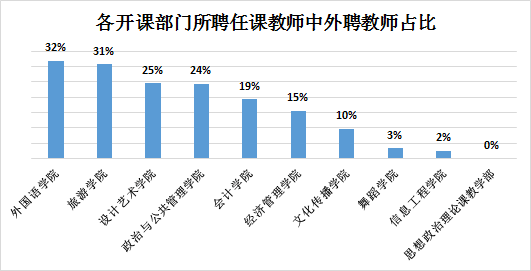 各开课部门所聘任课教师中外聘教师占比
32%
31%
25%
24%
19%
15%
10%
3%
2%
0%
外国语学院
旅游学院
设计艺术学院
政治与公共管理学院
会计学院
经济管理学院
文化传播学院
舞蹈学院
信息工程学院
思想政治理论课教学部